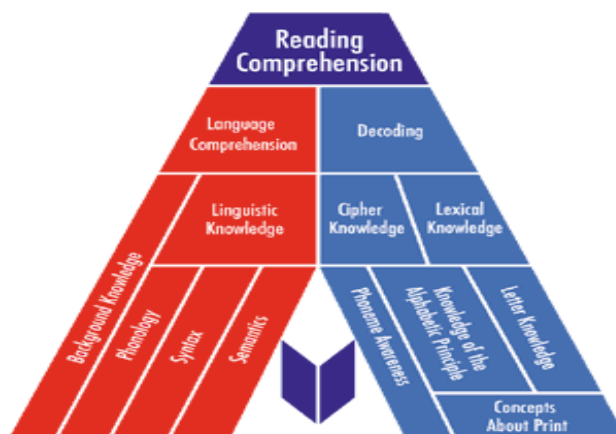 Reading
Comprehension
Language
Comprehension
Decoding
Linguistic
Knowledge
Cipher
Knowledge
Lexical
Knowledge
Background Knowledge
Phonology
Syntax
Semantics
Phoneme Awareness
Knowledge of the
Alphabetic Principle
Letter Knowledge
Concepts
About Print